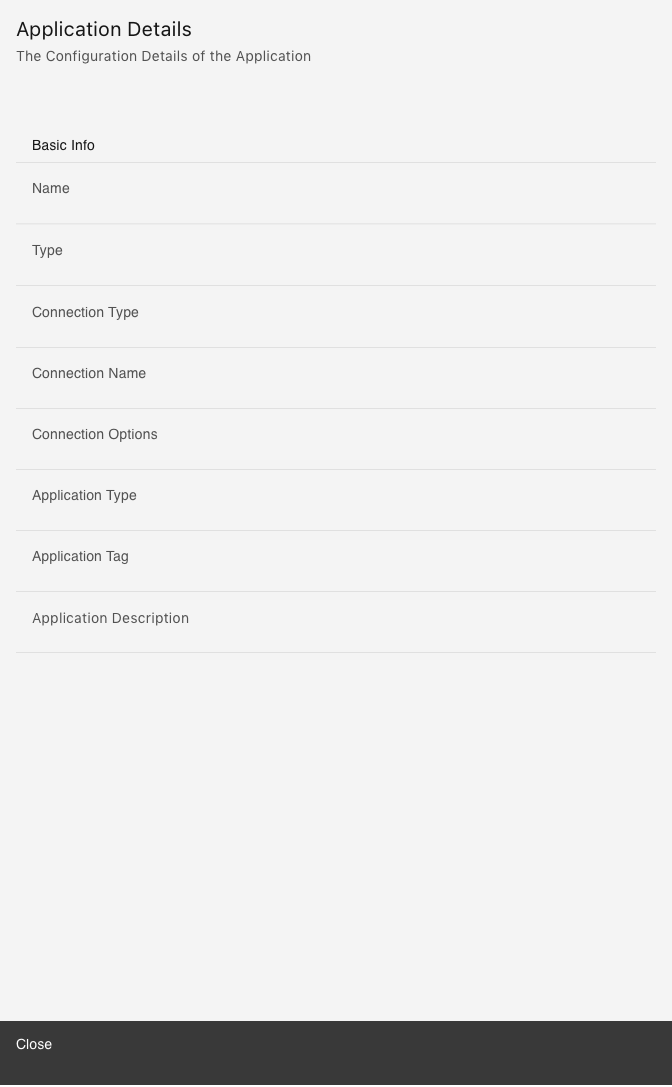 Application Details
The Configuration Details of the Application
Basic Info
Name
Type
Connection Type
Connection Name
Connection Options
Application Type
Application Tag
Application Description
Close